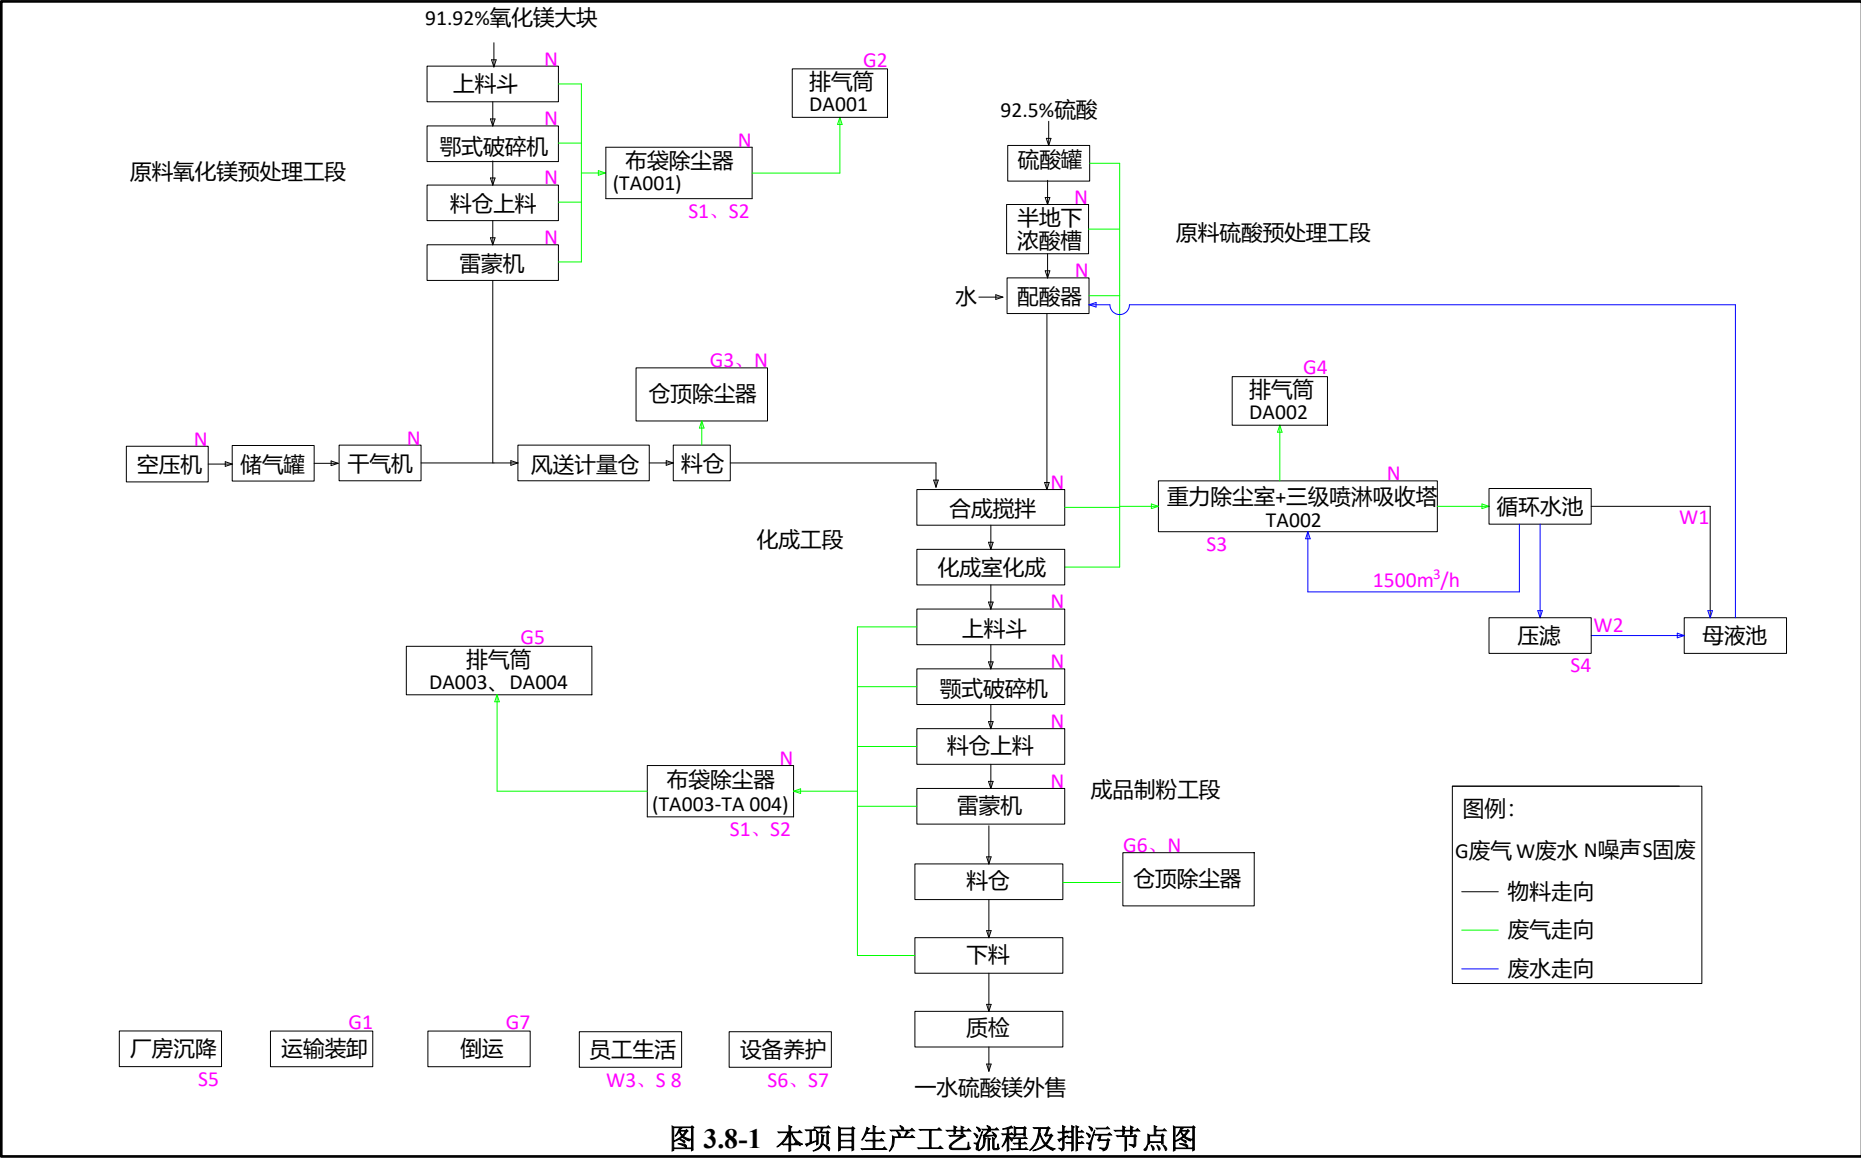 91.92%氧化镁大块
N
上料斗
N
鄂式破碎机
N
料仓上料
N
雷蒙机
原料氧化镁预处理工段
N
布袋除尘器
(TA001)
S1、S2
G2
排气筒
DA001
92.5%硫酸
硫酸罐
N
半地下
浓酸槽
N
水
配酸器
原料硫酸预处理工段
G3、N
仓顶除尘器
N
空压机
储气罐
N
干气机
风送计量仓
料仓
G4
排气筒
DA002
N
合成搅拌
N
重力除尘室+三级喷淋吸收塔
TA002
S3
循环水池
W1
化成工段
化成室化成
1500m³/h
N
上料斗
压滤
W2
S4
母液池
G5
排气筒
DA003、DA004
N
颚式破碎机
N
料仓上料
N
布袋除尘器
(TA003-TA 004)
S1、S2
N
雷蒙机
成品制粉工段
G6、N
仓顶除尘器
料仓
下料
质检
一水硫酸镁外售
图例：
G废气 W废水 N噪声S固废
物料走向
废气走向
废水走向
厂房沉降
S5
G1
运输装卸
G7
倒运
员工生活
W3、S 8
设备养护
S6、S7
图 3.8-1 本项目生产工艺流程及排污节点图